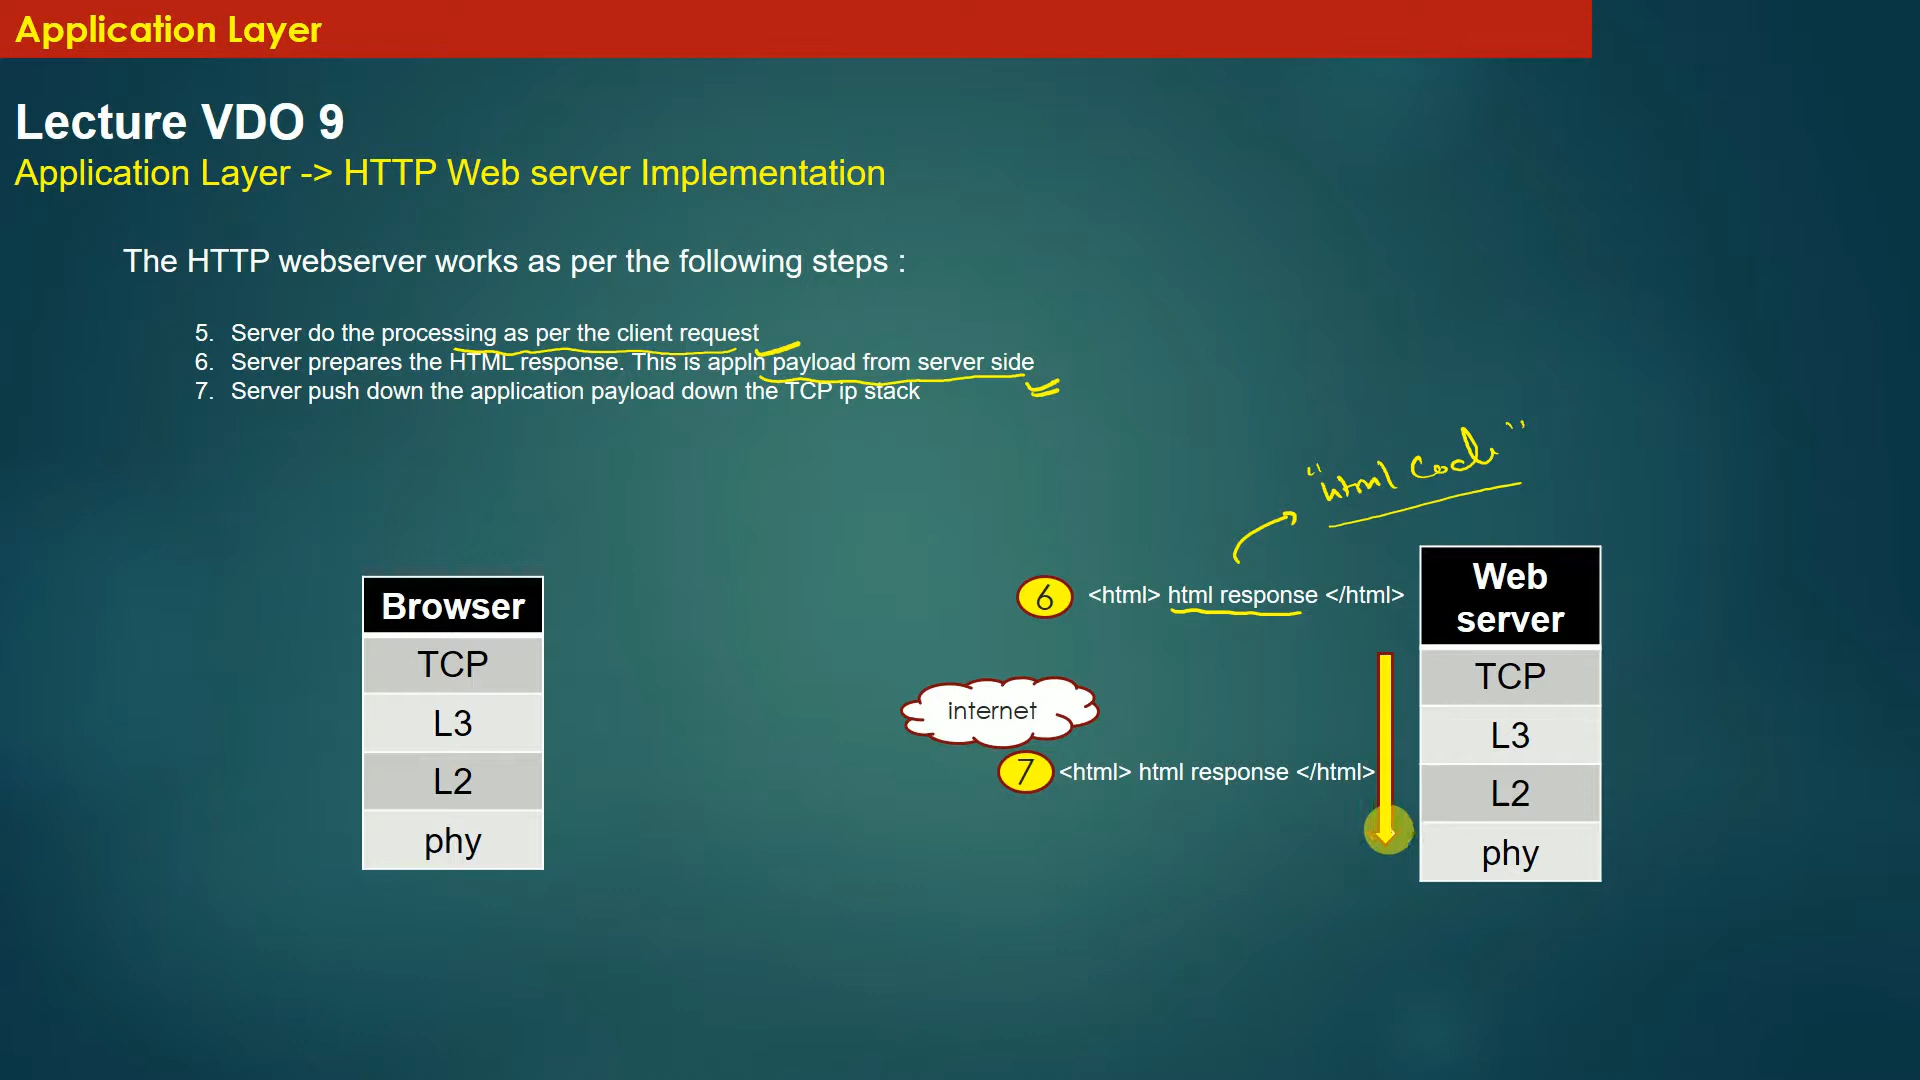 Application Layer
Lecture VDO 9
Application Layer -> HTTP Web server Implementation
The HTTP webserver works as per the following steps :
5. Server do the processing as per the client request
6. Server prepares the HTML response. This is appln payload from server side
7. Server push down the application payload down the TCP ip stack
"html Code"
Browser
TCP
L3
L2
phy
6 <html> html response </html>
internet
7 <html> html response </html>
Web
server
TCP
L3
L2
phy